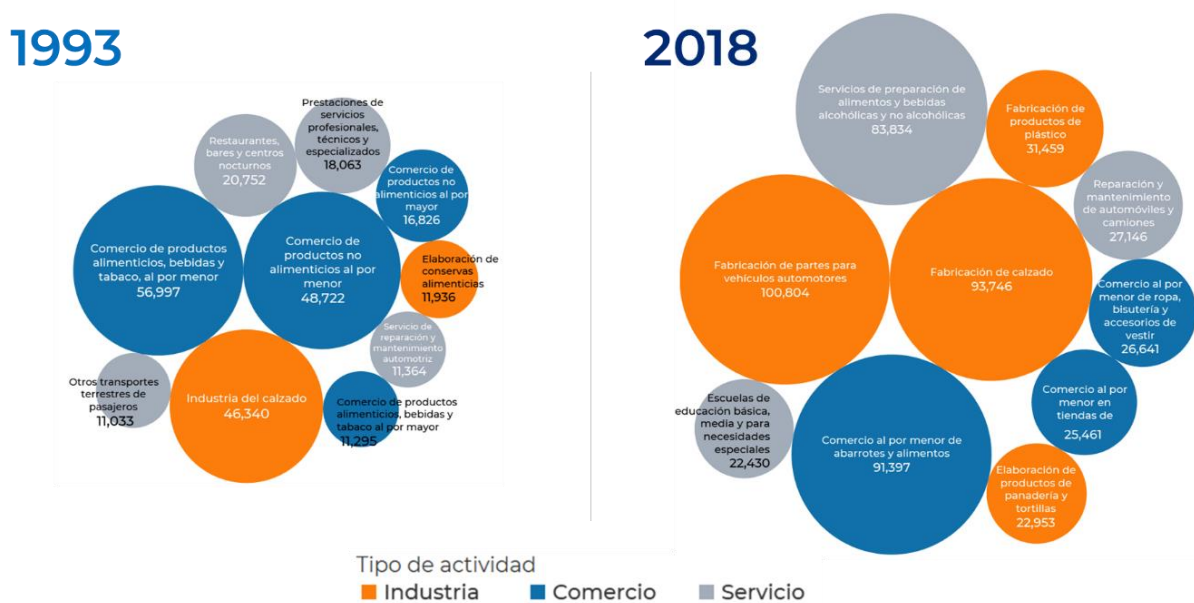 1993
Prestaciones de
servicios
profesionales,
técnicos y
especializados
18,063
Restaurantes,
bares y centros
nocturnos
20,752
Comercio de
productos no
alimenticios al por
mayor
16,826
Comercio de productos
alimenticios, bebidas y
tabaco, al por menor
56,997
Comercio de
productos no
alimenticios al por
menor
48,722
Elaboración de
conservas
alimenticias
11,936
Servicio de
reparación y
mantenimiento
automotriz
11,364
Otros transportes
terrestres de
pasajeros
11,033
Industria del calzado
46,340
Comercio de productos
alimenticios, bebidas y
tabaco al por mayor
11,295
2018
Servicios de preparación de
alimentos y bebidas
alcohólicas y no alcohólicas
83,834
Fabricación de
productos de
plástico
31,459
Reparación y
mantenimiento
de automóviles y
camiones
27,146
Fabricación de partes para
vehículos automotores
100,804
Fabricación de calzado
93,746
Comercio al por
menor de ropa,
bisutería y
accesorios de
vestir
26,641
Comercio al por
menor en
tiendas de
25,461
Escuelas de
educación básica,
media y para
necesidades
especiales
22,430
Comercio al por menor de
abarrotes y alimentos
91,397
Elaboración de
productos de
panadería y
tortillas
22,953
Tipo de actividad
Industria
Comercio
Servicio